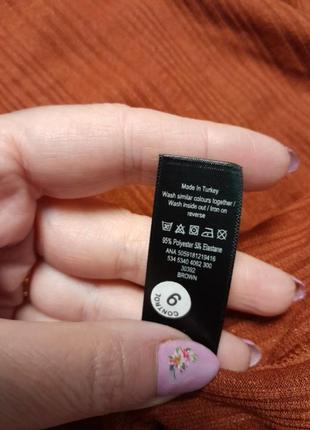 Made In Turkey
Wash similar colours together /
Wash inside out / Iron on
reverse
95% Polyester 5% Elastane
ANA 5059181219416
534 5340 4062 300
30392
BROWN
9
CONTROL